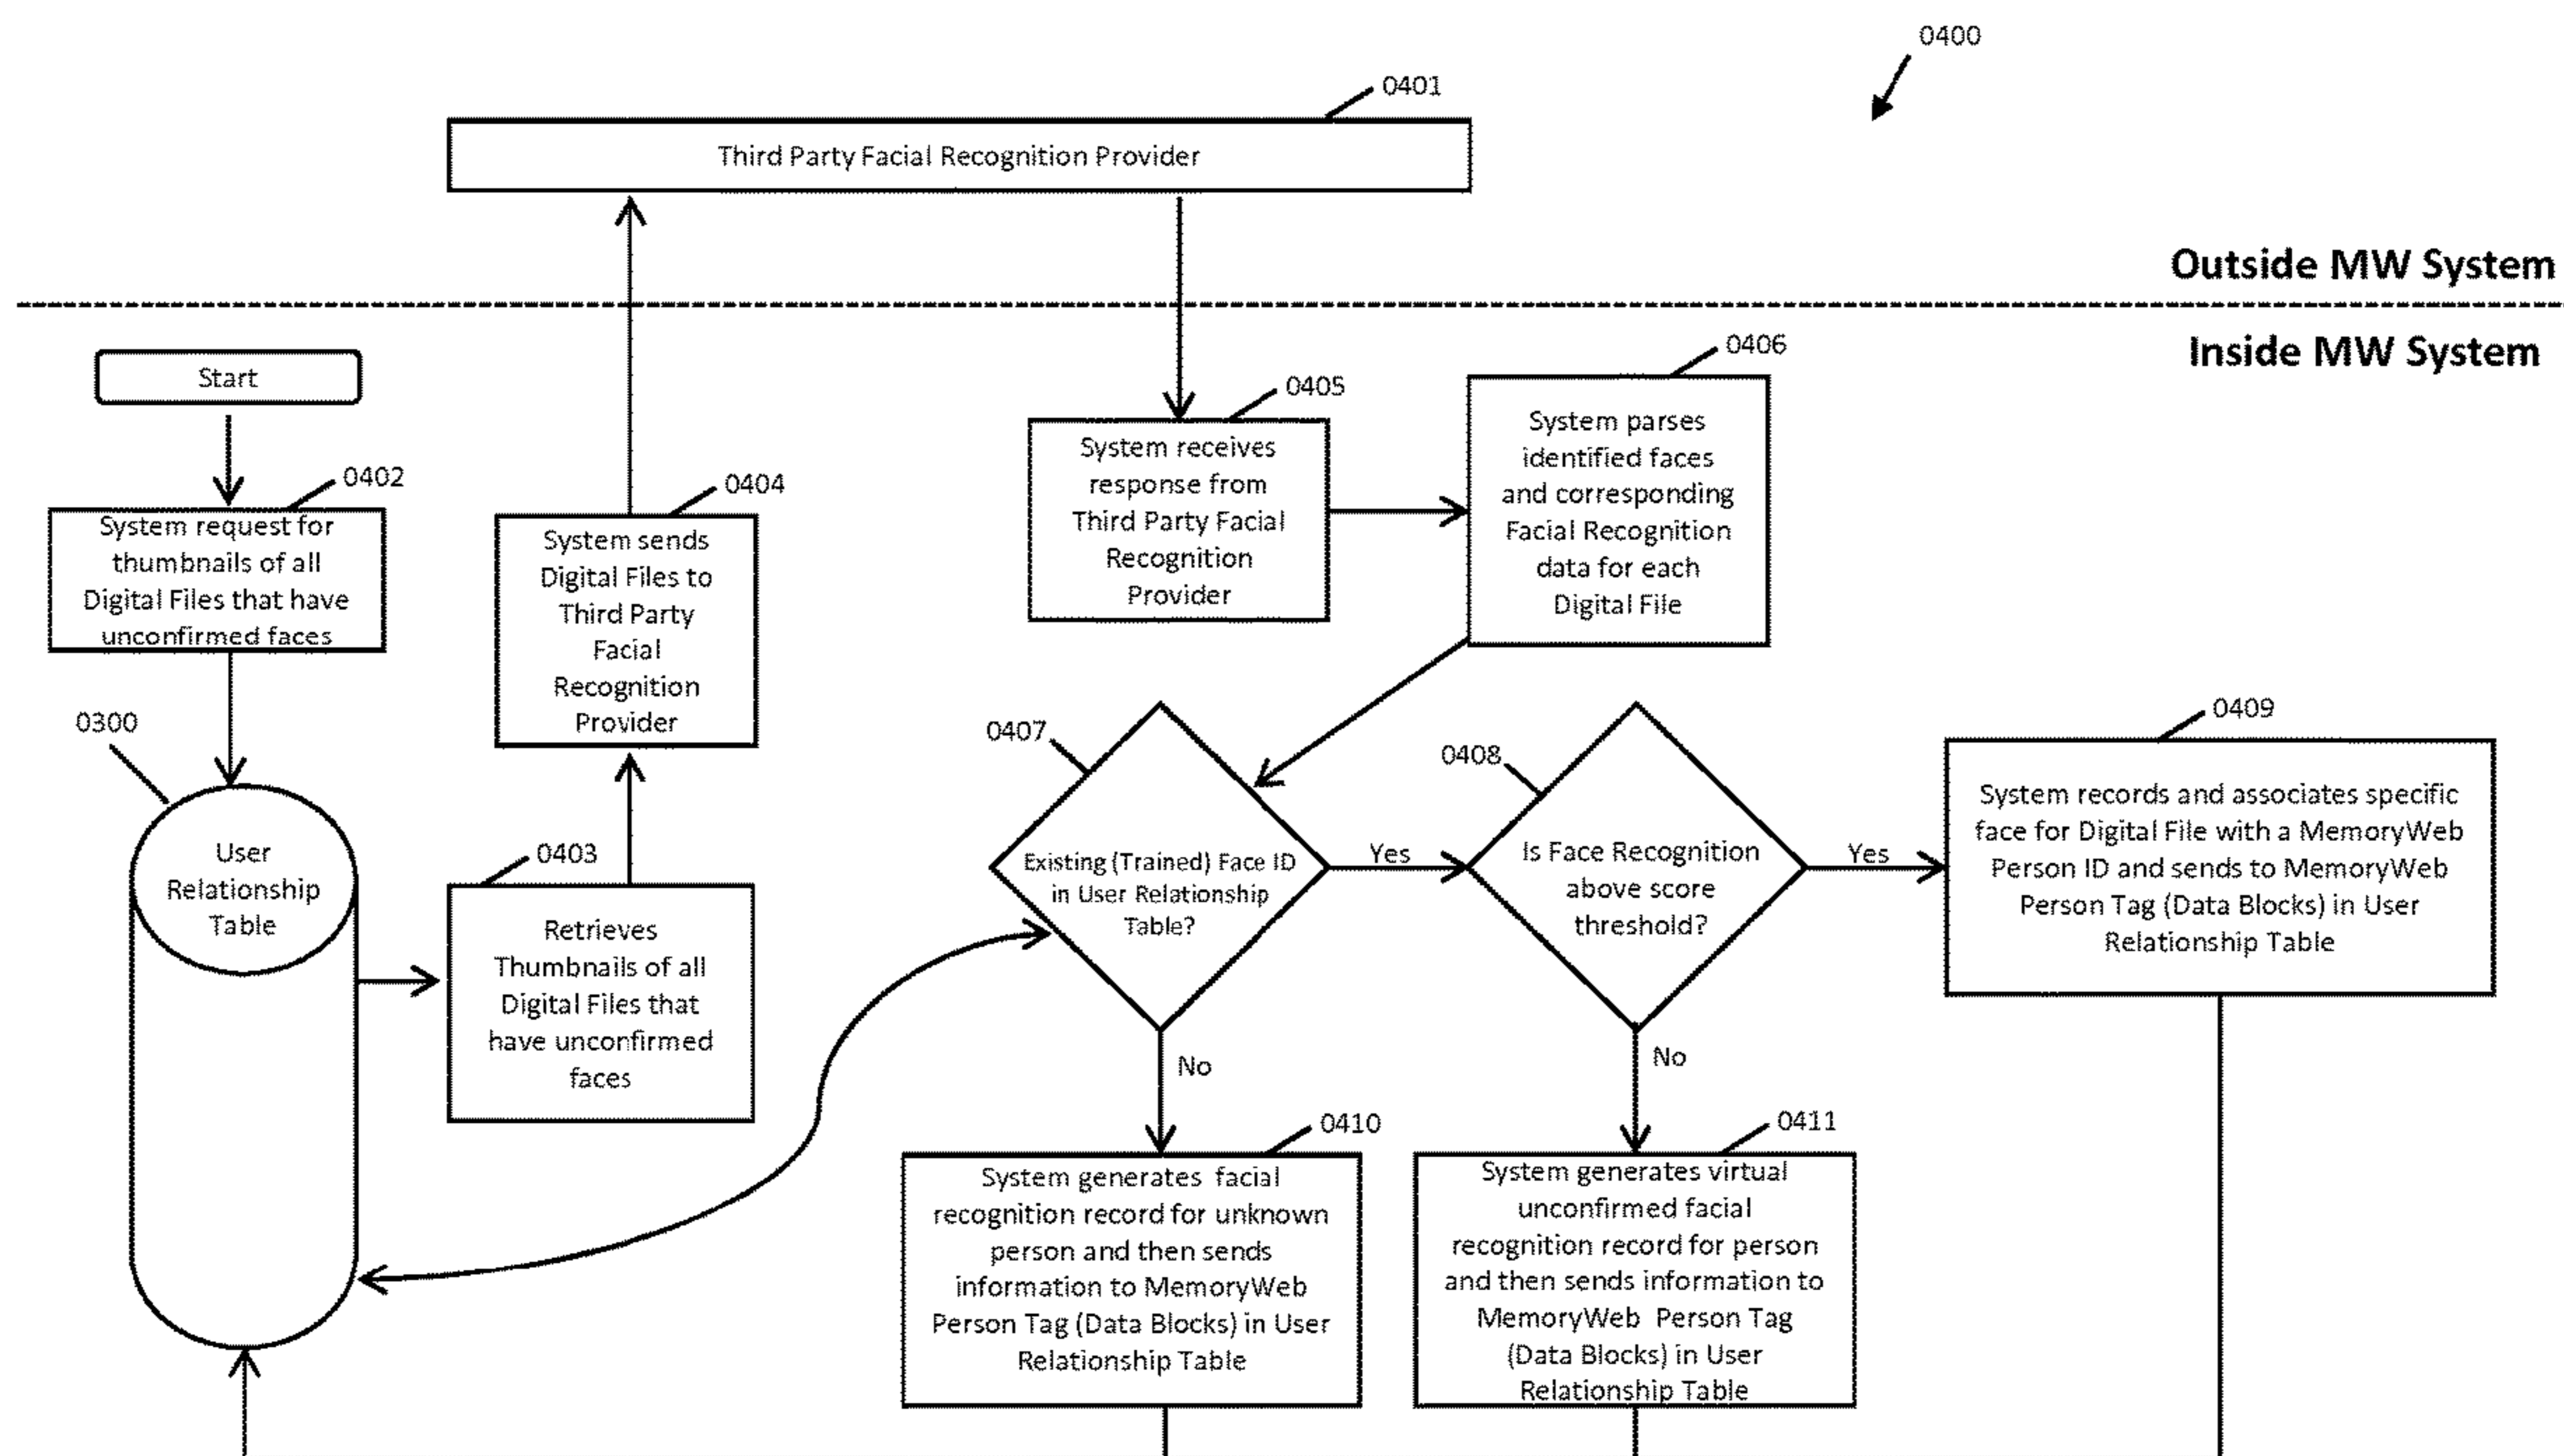 0400
0401
Third Party Facial Recognition Provider
Outside MW System
Inside MW System
Start
0402
System request for
thumbnails of all
Digital Files that have
unconfirmed faces
0300
User
Relationship
Table
0403
Retrieves
Thumbnails of all
Digital Files that
have unconfirmed
faces
0404
System sends
Digital Files to
Third Party
Facial
Recognition
Provider
0405
System receives
response from
Third Party Facial
Recognition
Provider
0406
System parses
identified faces
and corresponding
Facial Recognition
data for each
Digital File
0407
Existing (Trained) Face ID
in User Relationship
Table?
Yes
No
0408
Is Face Recognition
above score
threshold?
Yes
No
0409
System records and associates specific
face for Digital File with a MemoryWeb
Person ID and sends to MemoryWeb
Person Tag (Data Blocks) in User
Relationship Table
0410
System generates facial
recognition record for unknown
person and then sends
information to MemoryWeb
Person Tag (Data Blocks) in User
Relationship Table
0411
System generates virtual
unconfirmed facial
recognition record for person
and then sends information to
MemoryWeb Person Tag
(Data Blocks) in User
Relationship Table